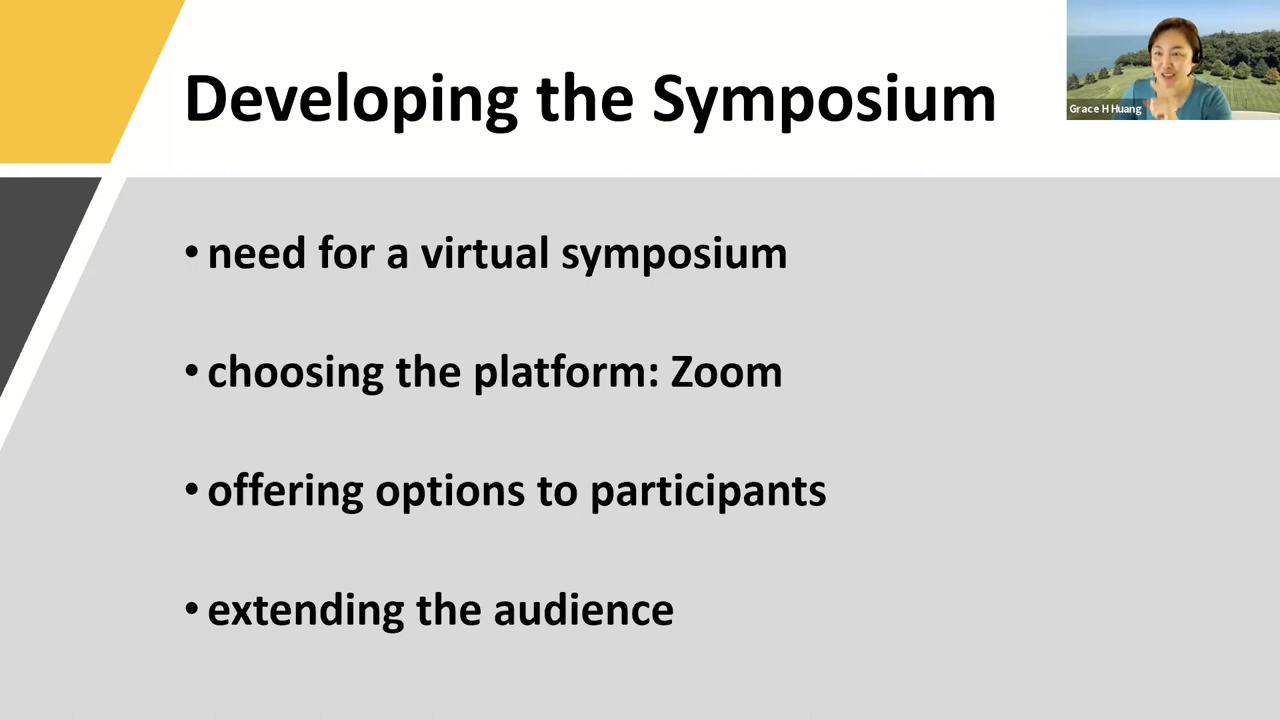 Developing the Symposium
Grace H Huang
• need for a virtual symposium
• choosing the platform: Zoom
• offering options to participants
• extending the audience